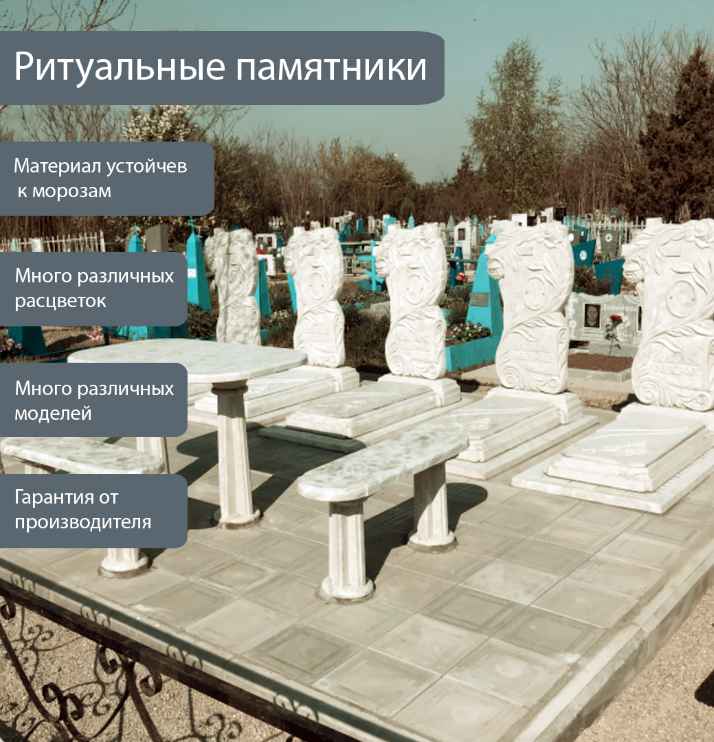 Ритуальные памятники
Материал устойчев
к морозам
Много различных
расцветок
Много различных
моделей
Гарантия от
производителя